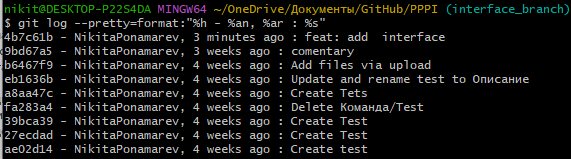 nikit@DESKTOP-P22S4DA MINGW64 ~/OneDrive/Документы/GitHub/PPPI (interface_branch)
$ git log --pretty=format:"%h - %an, %ar : %s"
4b7c61b - NikitaPonamarev, 3 minutes ago : feat: add  interface
9bd67a5 - NikitaPonamarev, 3 weeks ago : comentary
b6467f9 - NikitaPonamarev, 4 weeks ago : Add files via upload
eb1636b - NikitaPonamarev, 4 weeks ago : Update and rename test to Описание
a8aa47c - NikitaPonamarev, 4 weeks ago : Create Tets
fa283a4 - NikitaPonamarev, 4 weeks ago : Delete Команда/Test
39bca39 - NikitaPonamarev, 4 weeks ago : Create Test
27ecdad - NikitaPonamarev, 4 weeks ago : Create Test
ae02d14 - NikitaPonamarev, 4 weeks ago : Create Test